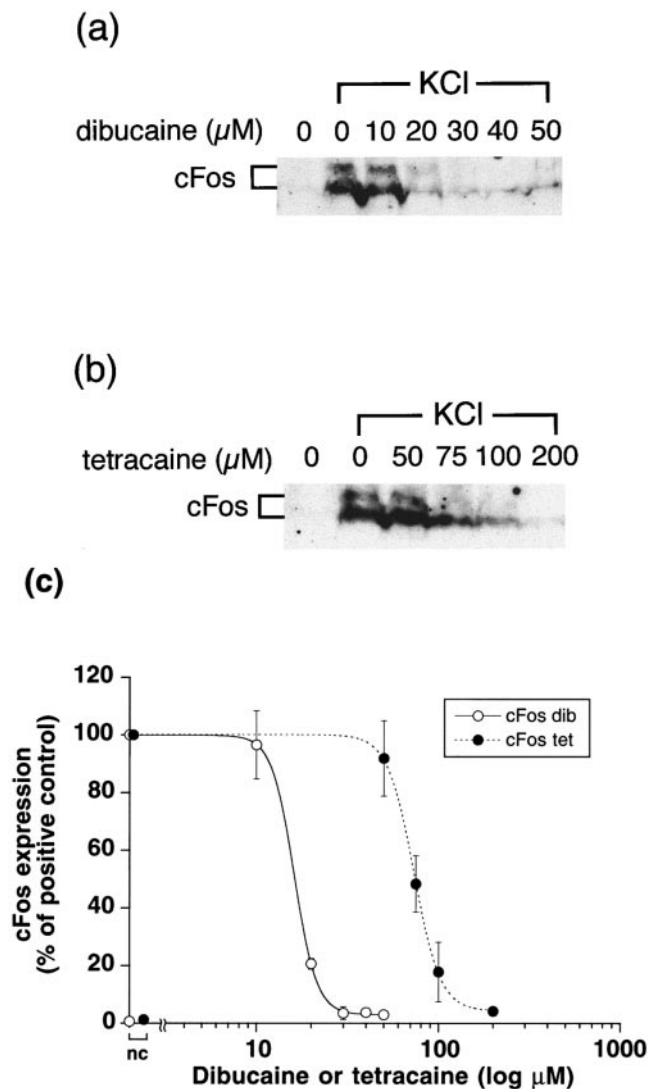 (a)
KCl
dibucaine (µM) 0 0 10 20 30 40 50
cFos
(b)
KCl
tetracaine (µM) 0 0 50 75 100 200
cFos
(c)
120
100
80
60
40
20
0
cFos expression
(% of positive control)
cFos dib
cFos tet
nc
10 100 1000
Dibucaine or tetracaine (log µM)